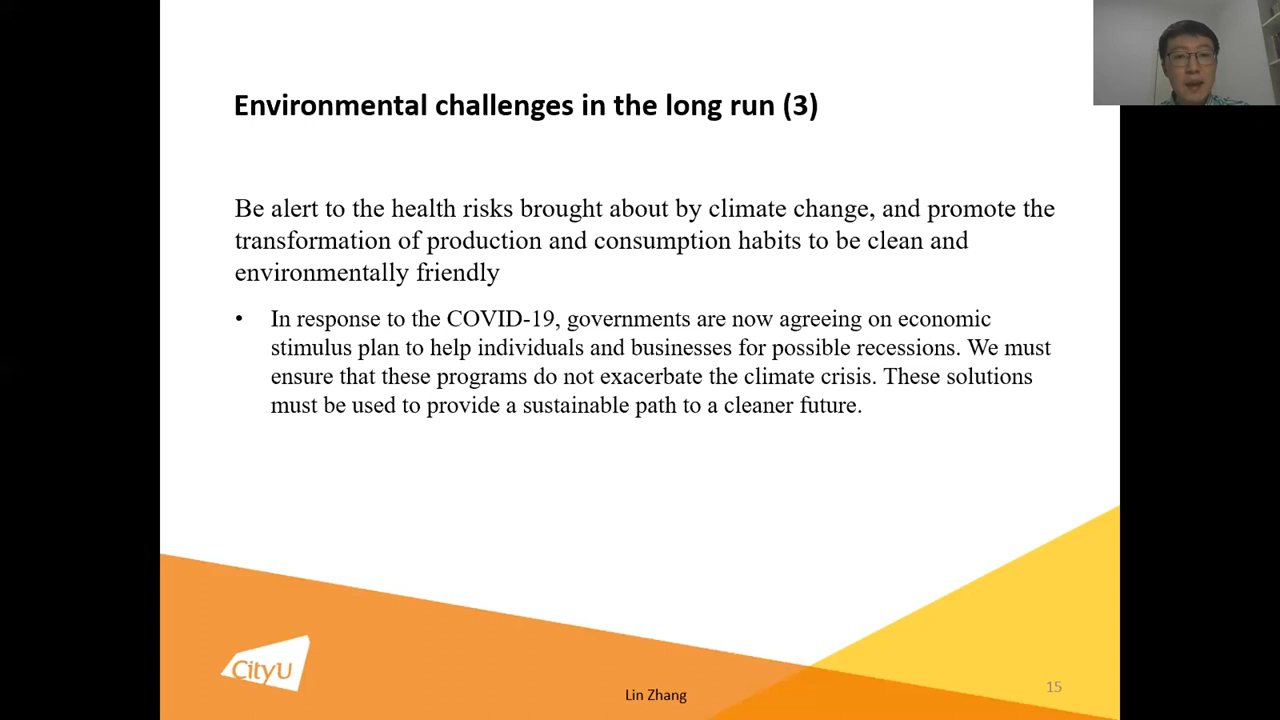 Environmental challenges in the long run (3)
Be alert to the health risks brought about by climate change, and promote the
transformation of production and consumption habits to be clean and
environmentally friendly
• In response to the COVID-19, governments are now agreeing on economic
stimulus plan to help individuals and businesses for possible recessions. We must
ensure that these programs do not exacerbate the climate crisis. These solutions
must be used to provide a sustainable path to a cleaner future.
CityU
Lin Zhang
15